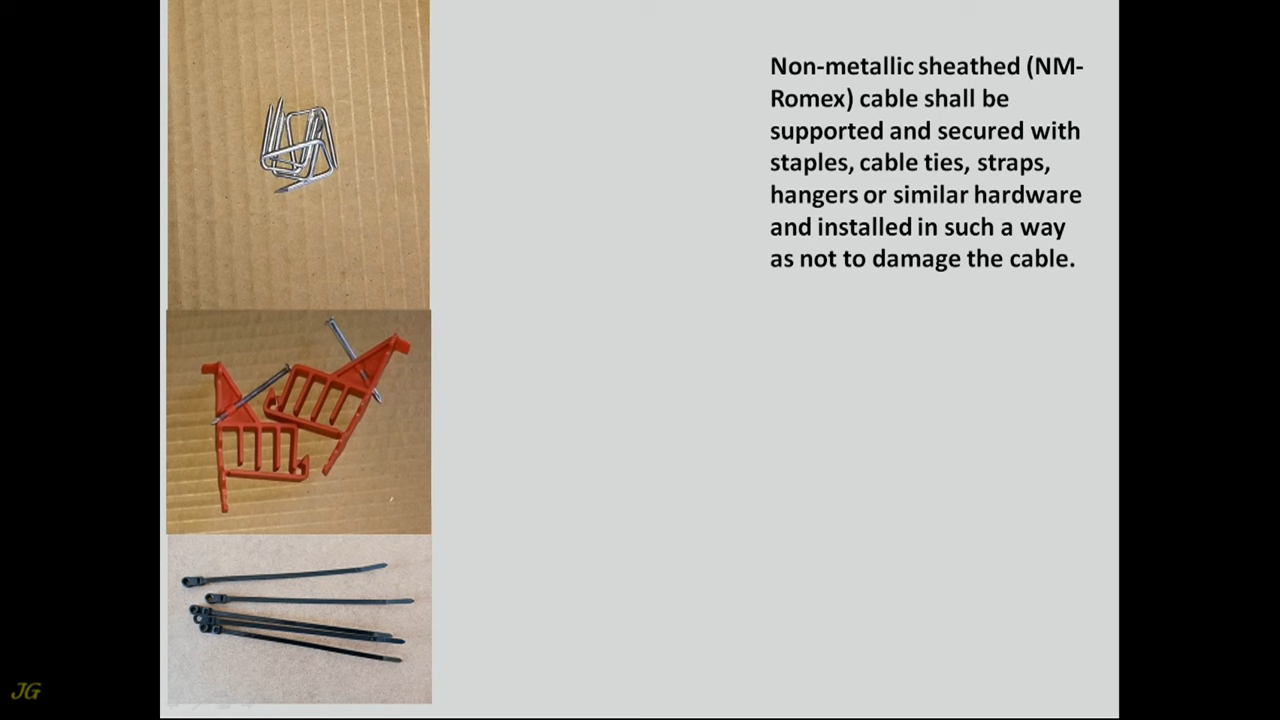 Non-metallic sheathed (NM-
Romex) cable shall be
supported and secured with
staples, cable ties, straps,
hangers or similar hardware
and installed in such a way
as not to damage the cable.
JG